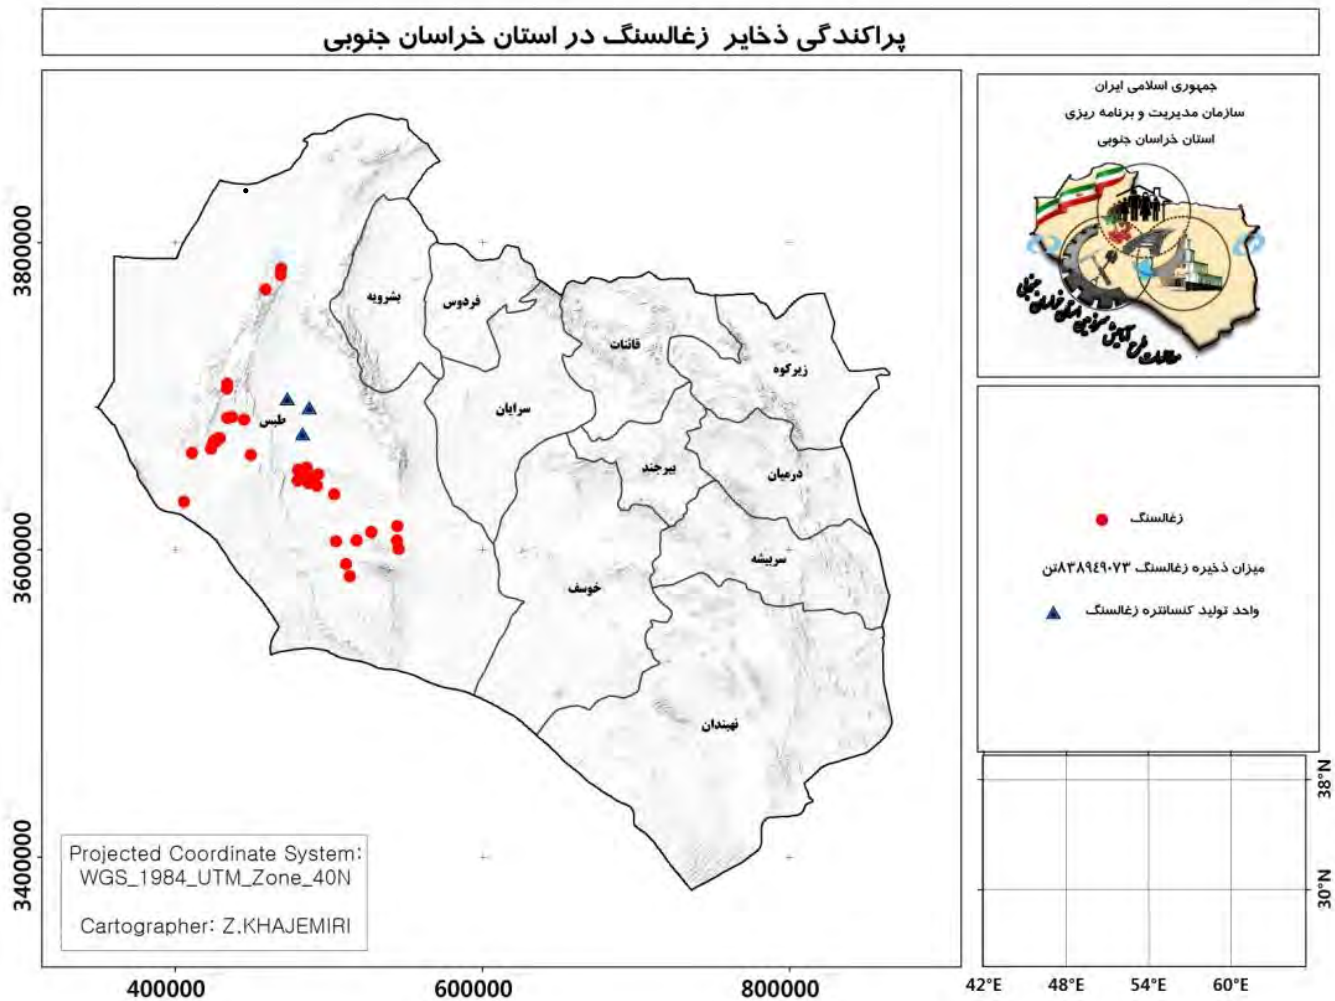 پراکندگی ذخایر زغالسنگ در استان خراسان جنوبی
جمهوری اسلامی ایران
سازمان مدیریت و برنامه ریزی
استان خراسان جنوبی
زغالسنگ
میزان ذخیره زغالسنگ ۸۳۸۹٤۹۰۷۳تن
واحد تولید کنسانتره زغالسنگ
بشرویه
فردوس
قائنات
زیرکوه
طبس
سرایان
بیرجند
درمیان
سربیشه
خوسف
نهبندان
3800000
3600000
3400000
400000
600000
800000
Projected Coordinate System:
WGS_1984_UTM_Zone_40N
Cartographer: Z.KHAJEMIRI
38°N
30°N
42°E
48°E
54°E
60°E